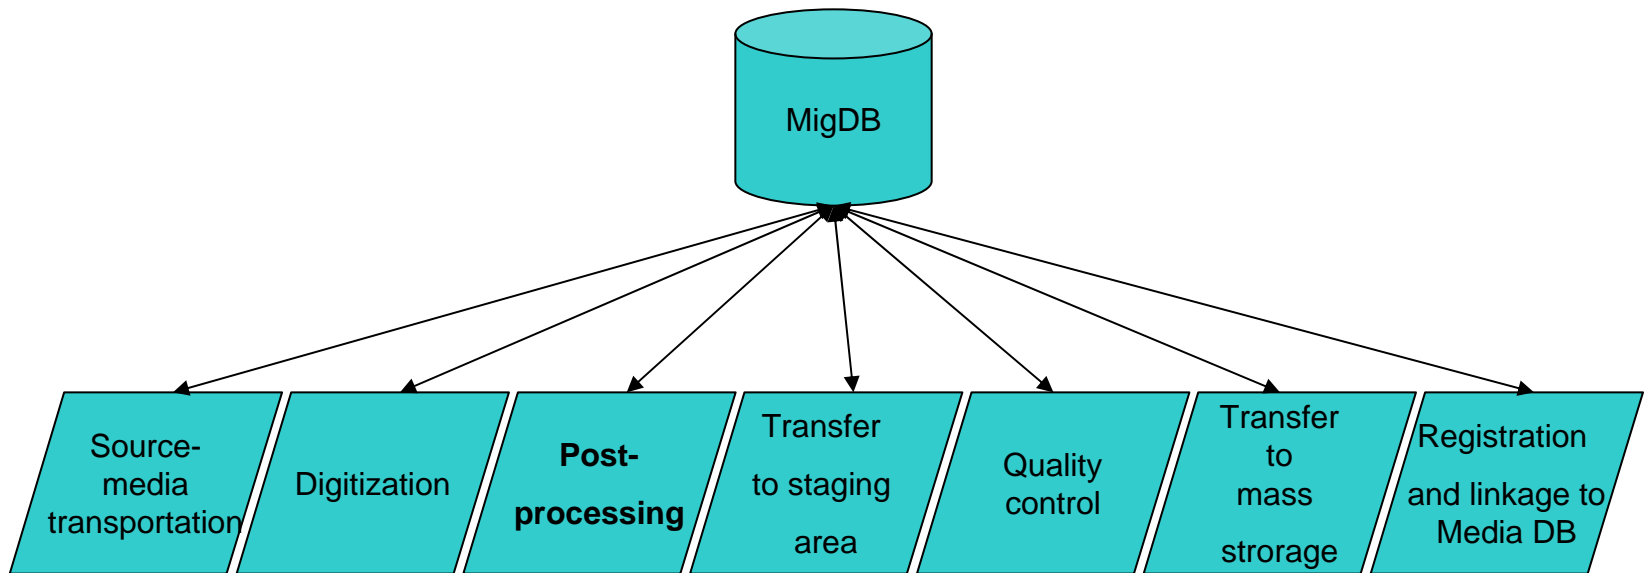 MigDB
Source-
media
transportation
Digitization
Post-
processing
Transfer
to staging
area
Quality
control
Transfer
to
mass
strorage
Registration
and linkage to
Media DB